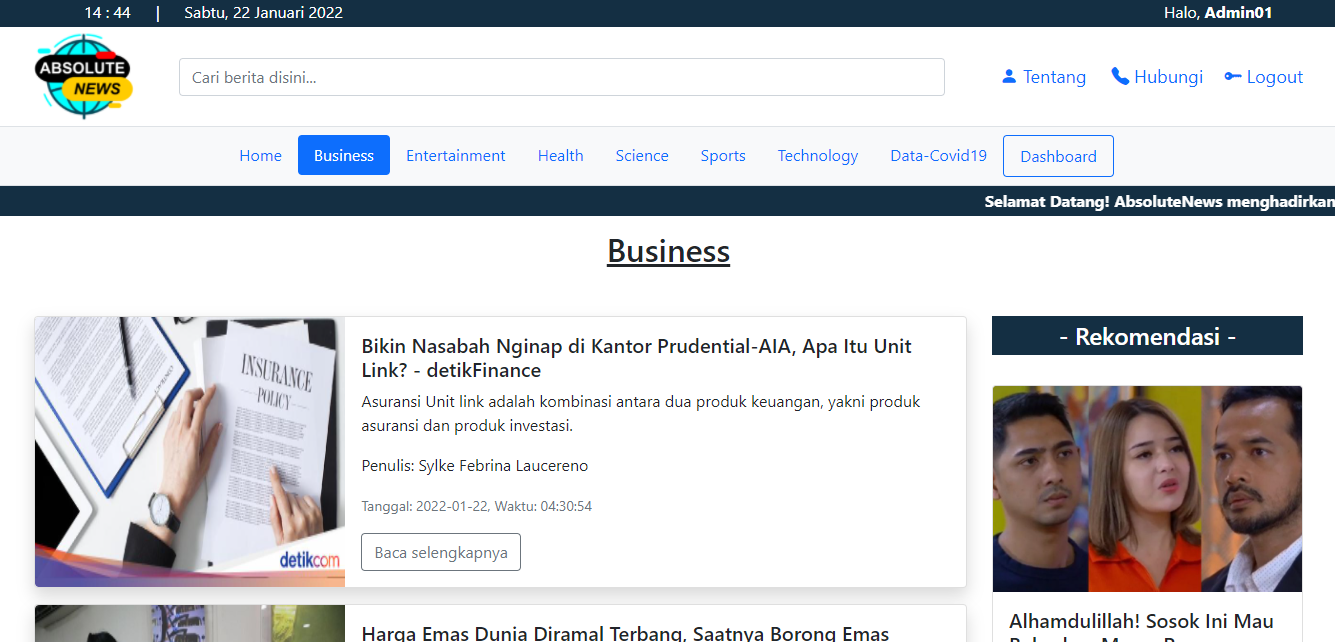 14 : 44 | Sabtu, 22 Januari 2022 Halo, Admin01
ABSOLUTE
NEWS
Cari berita disini...
Tentang Hubungi Logout
Home Business Entertainment Health Science Sports Technology Data-Covid19 Dashboard
Selamat Datang! AbsoluteNews menghadirkan
Business
INSURANCE
POLICY
detikcom
Bikin Nasabah Nginap di Kantor Prudential-AIA, Apa Itu Unit
Link? - detikFinance
Asuransi Unit link adalah kombinasi antara dua produk keuangan, yakni produk
asuransi dan produk investasi.
Penulis: Sylke Febrina Laucereno
Tanggal: 2022-01-22, Waktu: 04:30:54
Baca selengkapnya
Harga Emas Dunia Diramal Terbang, Saatnya Borong Emas
- Rekomendasi -
Alhamdulillah! Sosok Ini Mau